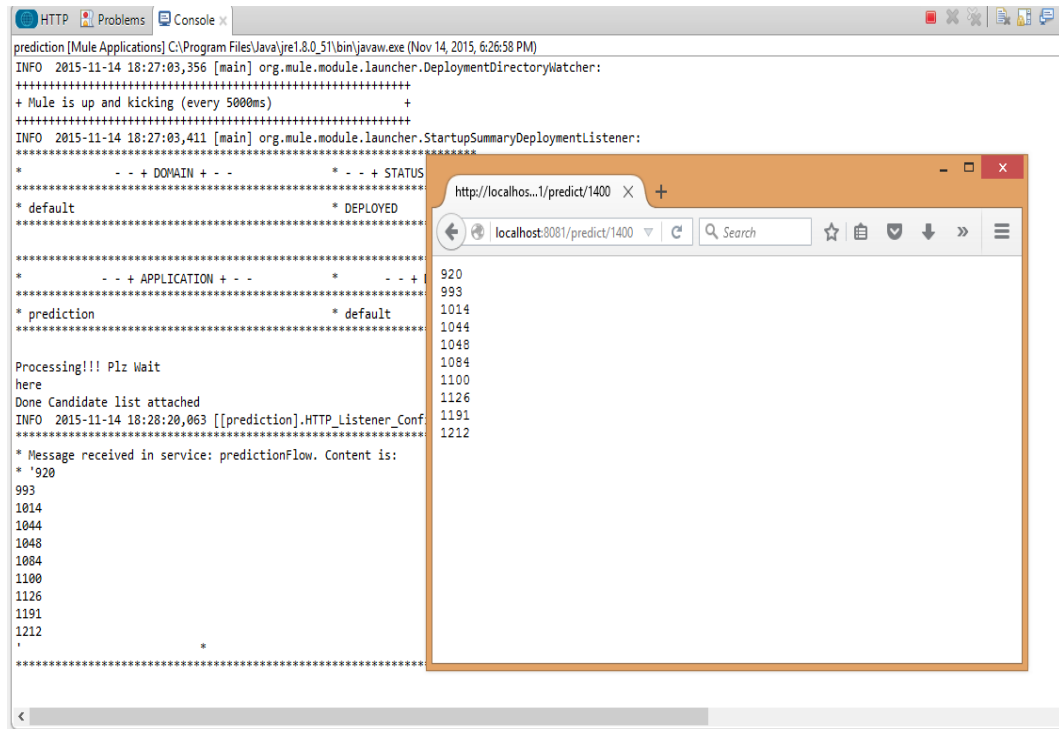 HTTP Problems Console
prediction [Mule Applications] C:\Program Files\Java\jre1.8.0_51\bin\javaw.exe (Nov 14, 2015, 6:26:58 PM)
INFO 2015-11-14 18:27:03,356 [main] org.mule.module.launcher.DeploymentDirectoryWatcher:
++++++++++++++++++++++++++++++++++++++++++++++++++++++++++++
+ Mule is up and kicking (every 5000ms) +
++++++++++++++++++++++++++++++++++++++++++++++++++++++++++++
INFO 2015-11-14 18:27:03,411 [main] org.mule.module.launcher.StartupSummaryDeploymentListener:
**********************************************************************
* - - + DOMAIN + - - * - - + STATUS
***************************************************************
* default * DEPLOYED
***************************************************************
***************************************************************
* - - + APPLICATION + - - * - - +
***************************************************************
* prediction * default
***************************************************************
Processing!!! Plz Wait
here
Done Candidate list attached
INFO 2015-11-14 18:28:20,063 [[prediction].HTTP_Listener_Conf
***************************************************************
* Message received in service: predictionFlow. Content is:
* '920
993
1014
1044
1048
1084
1100
1126
1191
1212
' *
***************************************************************
http://localhos...1/predict/1400
localhost:8081/predict/1400
Search
920
993
1014
1044
1048
1084
1100
1126
1191
1212